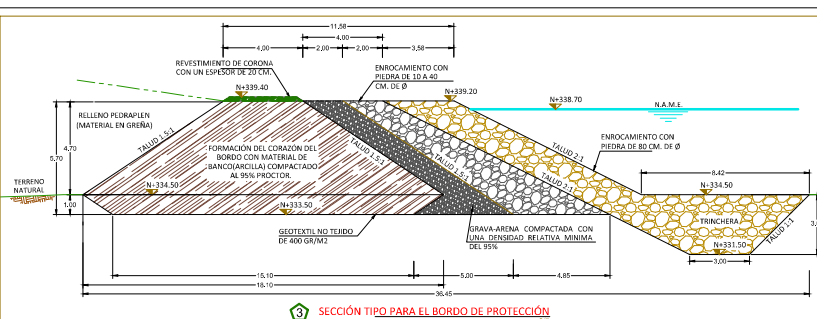 11,58
4,00
4,00
2,00
2,00
3,58
REVESTIMIENTO DE CORONA
CON UN ESPESOR DE 20 CM.
ENROCAMIENTO CON
PIEDRA DE 10 A 40
CM. DE Ø
N+339.40
N+339.20
N+338.70
N.A.M.E.
RELLENO PEDRAPLEN
(MATERIAL EN GREÑA)
TALUD 1.5:1
FORMACIÓN DEL CORAZÓN DEL
BORDO CON MATERIAL DE
BANCO(ARCILLA) COMPACTADO
AL 95% PROCTOR.
TALUD 1.5:1
TALUD 1.5:1
TALUD 2:1
TALUD 2:1
ENROCAMIENTO CON
PIEDRA DE 80 CM. DE Ø
5,70
4,70
1.00
TERRENO
NATURAL
N+334.50
N+333.50
8.42
N+334.50
TRINCHERA
N+331.50
TALUD 1:1
3,00
GEOTEXTIL NO TEJIDO
DE 400 GR/M2
GRAVA-ARENA COMPACTADA CON
UNA DENSIDAD RELATIVA MINIMA
DEL 95%
15.10
5.00
4.85
18.10
36.45
3 SECCIÓN TIPO PARA EL BORDO DE PROTECCIÓN